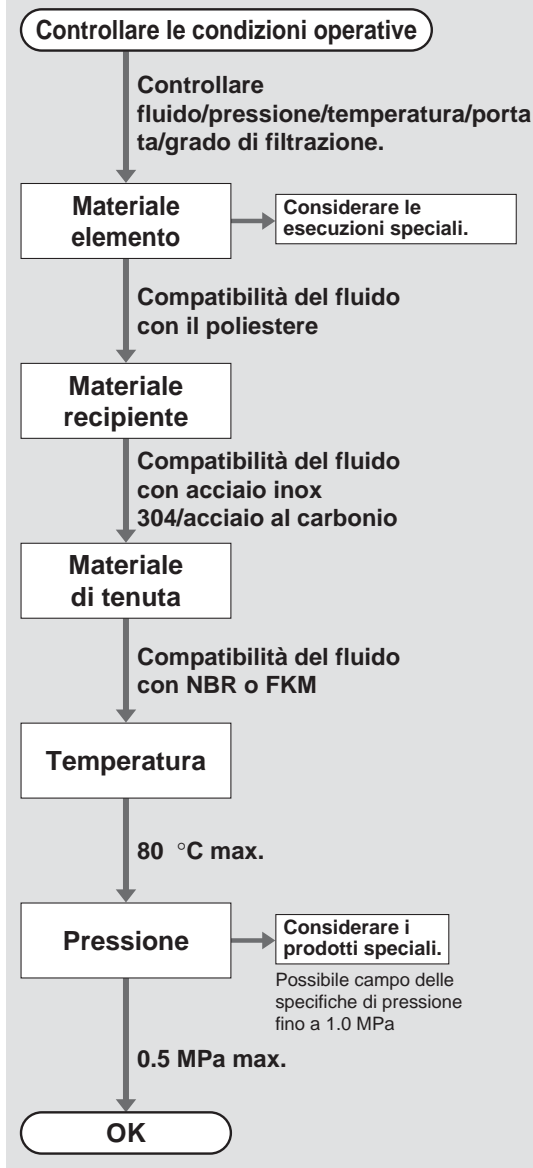 Controllare le condizioni operative
Controllare
fluido/pressione/temperatura/porta
ta/grado di filtrazione.
Materiale
elemento
Considerare le
esecuzioni speciali.
Compatibilità del fluido
con il poliestere
Materiale
recipiente
Compatibilità del fluido
con acciaio inox
304/acciaio al carbonio
Materiale
di tenuta
Compatibilità del fluido
con NBR o FKM
Temperatura
80 °C max.
Pressione
Considerare i
prodotti speciali.
Possibile campo delle
specifiche di pressione
fino a 1.0 MPa
0.5 MPa max.
OK